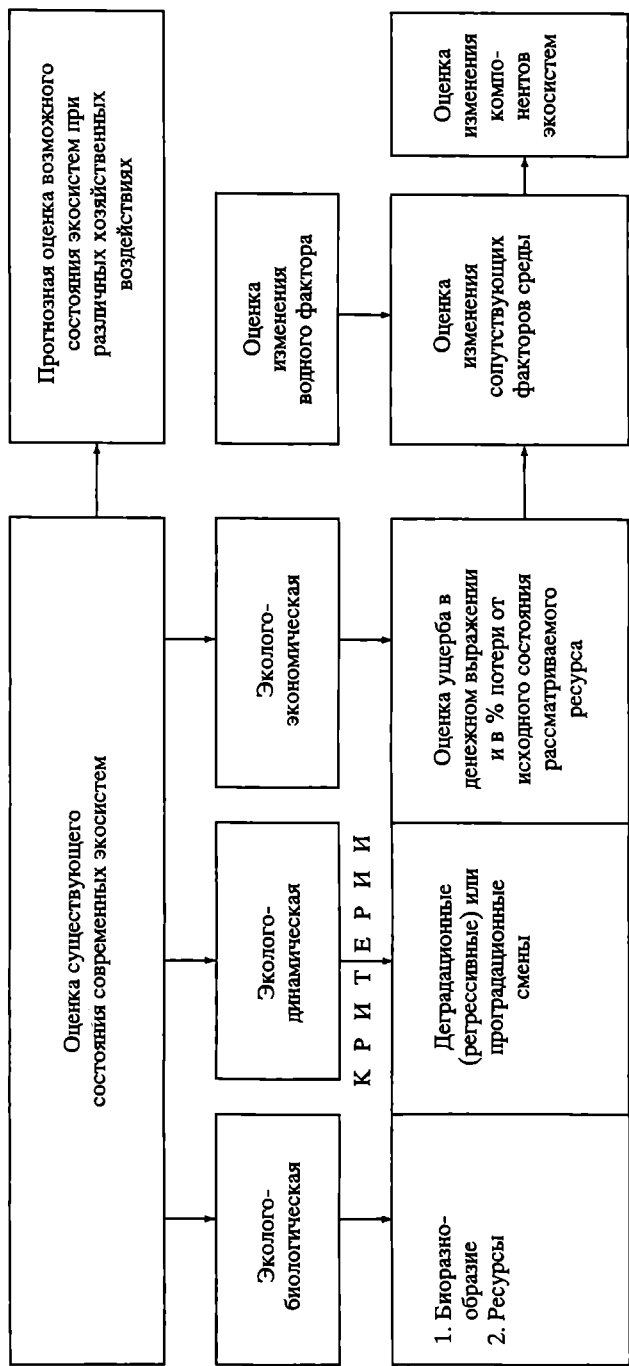 Оценка существующего
состояния современных экосистем
Прогнозная оценка возможного
состояния экосистем при
различных хозяйственных
воздействиях
Эколого-
биологическая
Эколого-
динамическая
Эколого-
экономическая
Оценка
изменения
водного фактора
К Р И Т Е Р И И
1. Биоразно-
образие
2. Ресурсы
Деградационные
(регрессивные) или
проградационные
смены
Оценка ущерба в
денежном выражении
и в % потери от
исходного состояния
рассматриваемого
ресурса
Оценка
изменения
сопутствующих
факторов среды
Оценка
изменения
компо-
нентов
экосистем